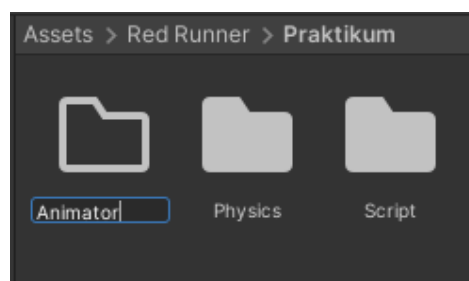 Assets > Red Runner > Praktikum
Animator Physics Script